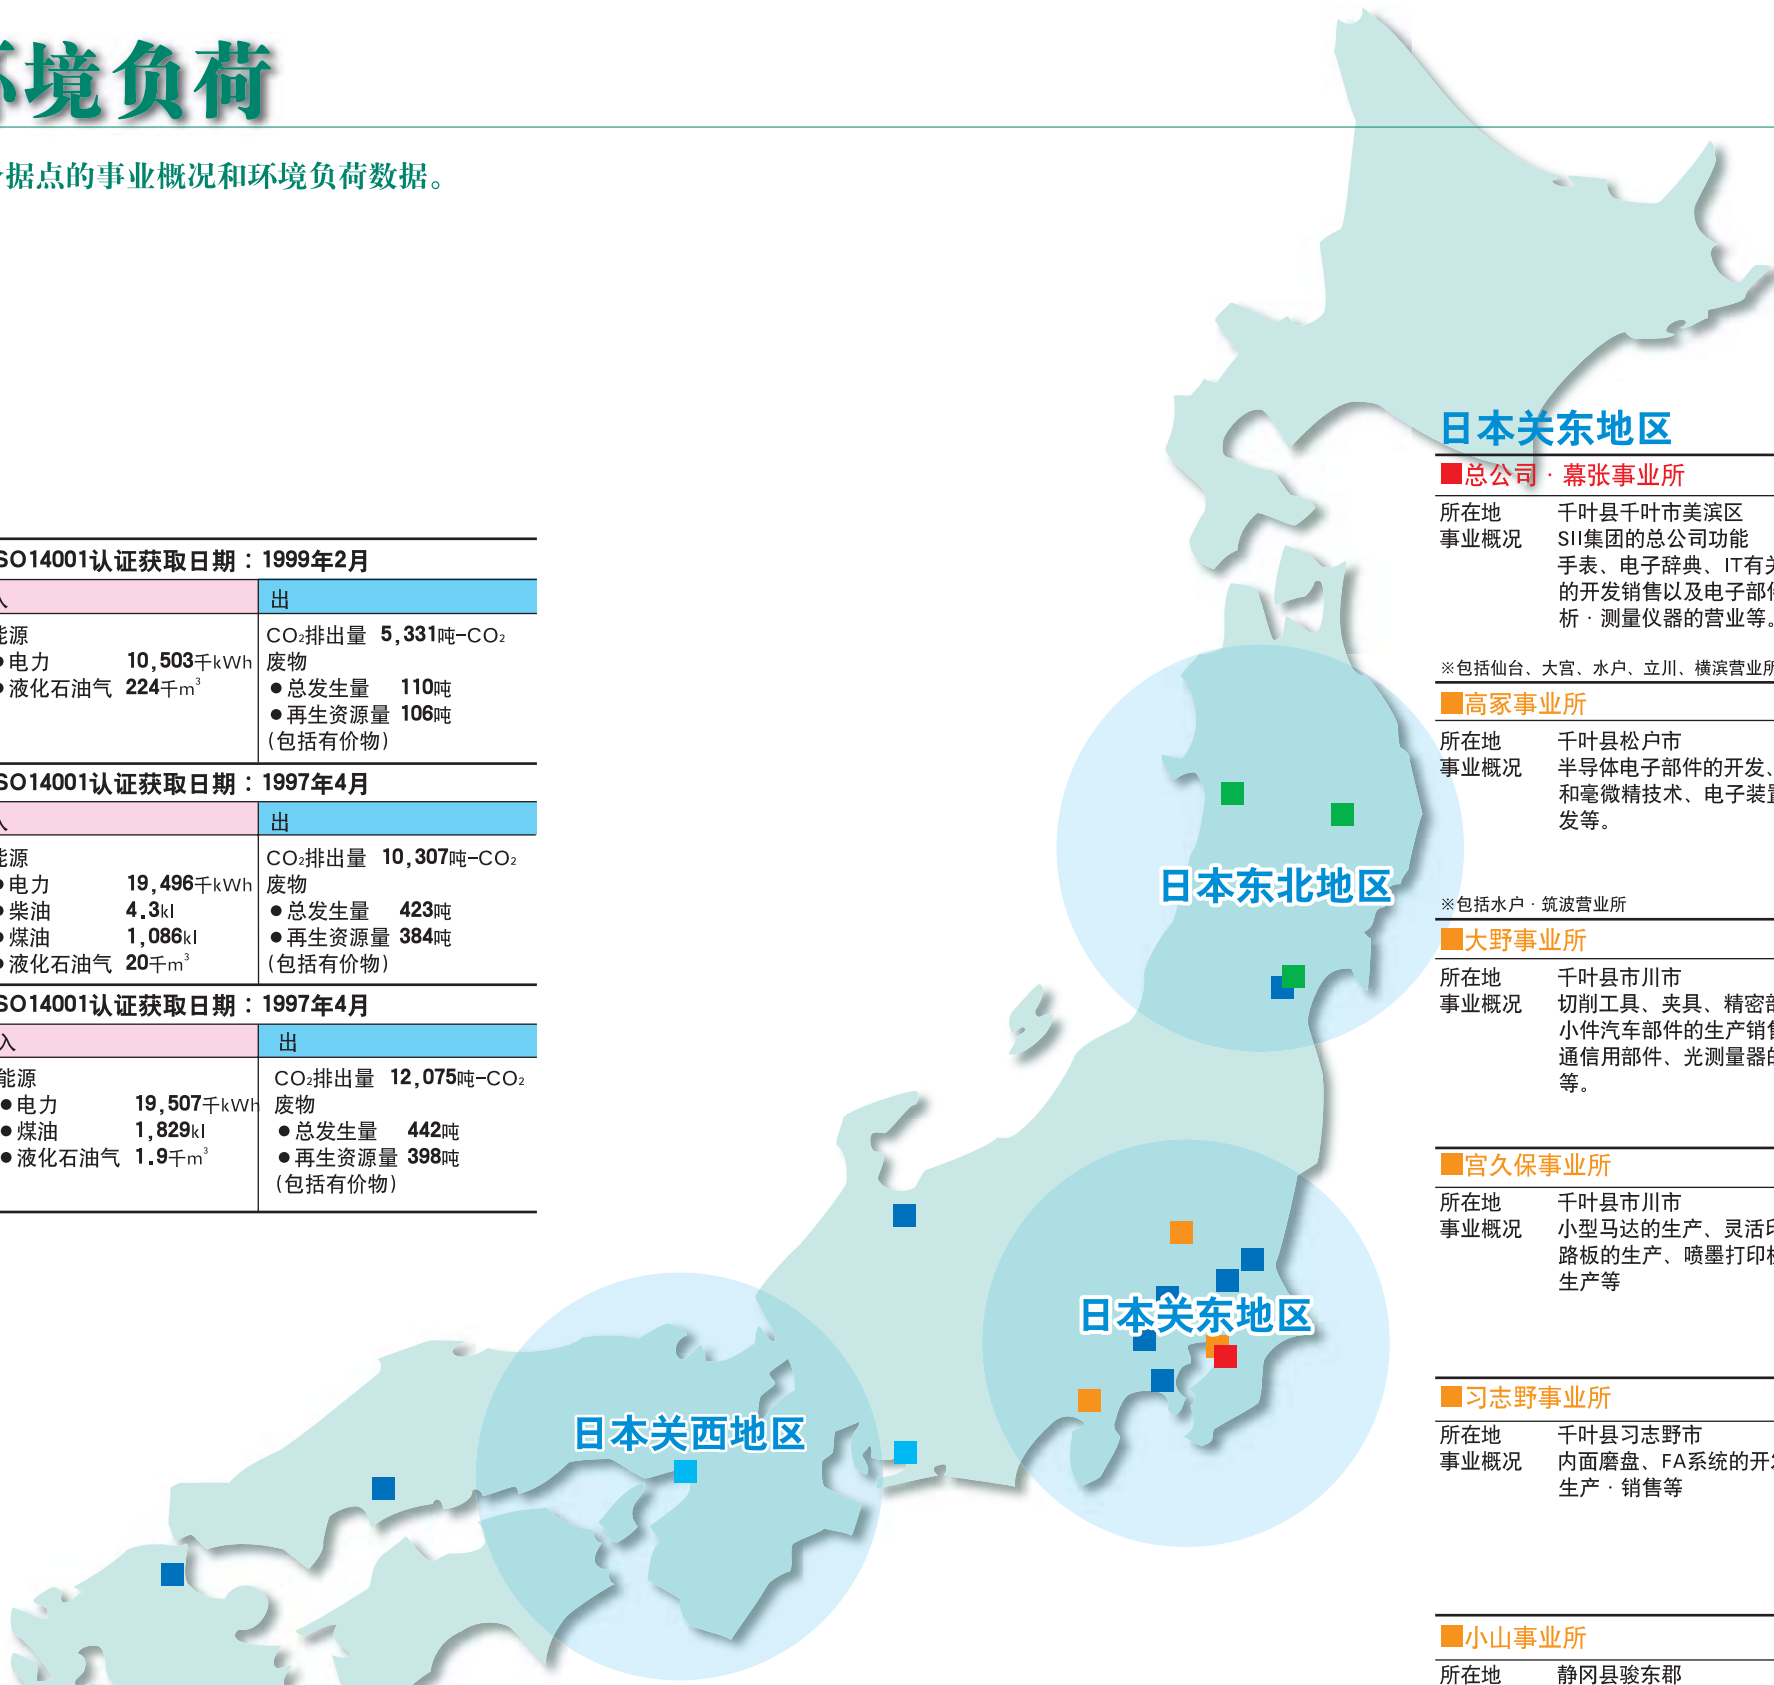 环境负荷
据点的事业概况和环境负荷数据。
SO14001认证获取日期：1999年2月
入 出
能源
●电力 10,503千kWh
●液化石油气 224千m³
CO₂排出量 5,331吨-CO₂
废物
●总发生量 110吨
●再生资源量 106吨
(包括有价物)
SO14001认证获取日期：1997年4月
入 出
能源
●电力 19,496千kWh
●柴油 4.3kl
●煤油 1,086kl
●液化石油气 20千m³
CO₂排出量 10,307吨-CO₂
废物
●总发生量 423吨
●再生资源量 384吨
(包括有价物)
SO14001认证获取日期：1997年4月
入 出
能源
●电力 19,507千kWh
●煤油 1,829kl
●液化石油气 1.9千m³
CO₂排出量 12,075吨-CO₂
废物
●总发生量 442吨
●再生资源量 398吨
(包括有价物)
日本东北地区
日本关东地区
日本关西地区
日本关东地区
■总公司·幕张事业所
所在地 千叶县千叶市美滨区
事业概况 SII集团的总公司功能
手表、电子辞典、IT有关
的开发销售以及电子部件
析·测量仪器的营业等。
※包括仙台、大宫、水户、立川、横滨营业所
■高冢事业所
所在地 千叶县松户市
事业概况 半导体电子部件的开发、
和毫微精技术、电子装置
发等。
※包括水户·筑波营业所
■大野事业所
所在地 千叶县市川市
事业概况 切削工具、夹具、精密部
小件汽车部件的生产销售
通信用部件、光测量器的
等。
■宫久保事业所
所在地 千叶县市川市
事业概况 小型马达的生产、灵活印
路板的生产、喷墨打印机
生产等
■习志野事业所
所在地 千叶县习志野市
事业概况 内面磨盘、FA系统的开发
生产·销售等
■小山事业所
所在地 静冈县骏东郡